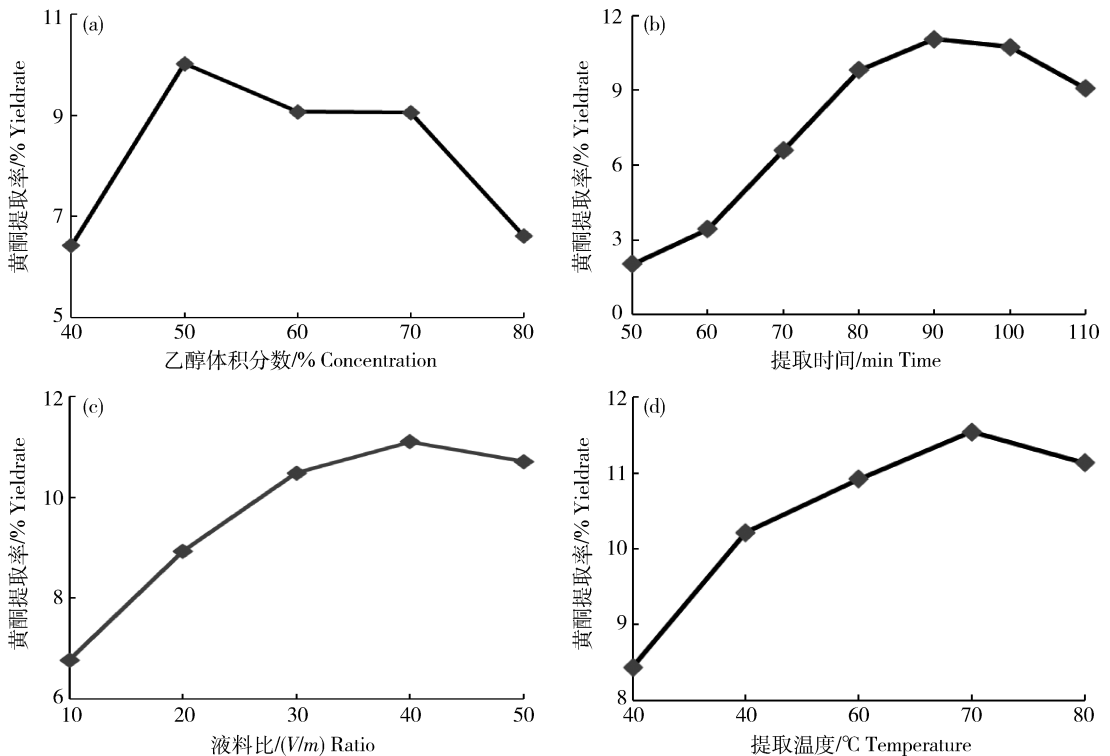 (a)
11
9
7
5
黄酮提取率/% Yieldrate
40 50 60 70 80
乙醇体积分数/% Concentration
(b)
12
9
6
3
0
黄酮提取率/% Yieldrate
50 60 70 80 90 100 110
提取时间/min Time
(c)
12
10
8
6
黄酮提取率/% Yieldrate
10 20 30 40 50
液料比/(V/m) Ratio
(d)
12
11
10
9
8
黄酮提取率/% Yieldrate
40 40 60 70 80
提取温度/℃ Temperature